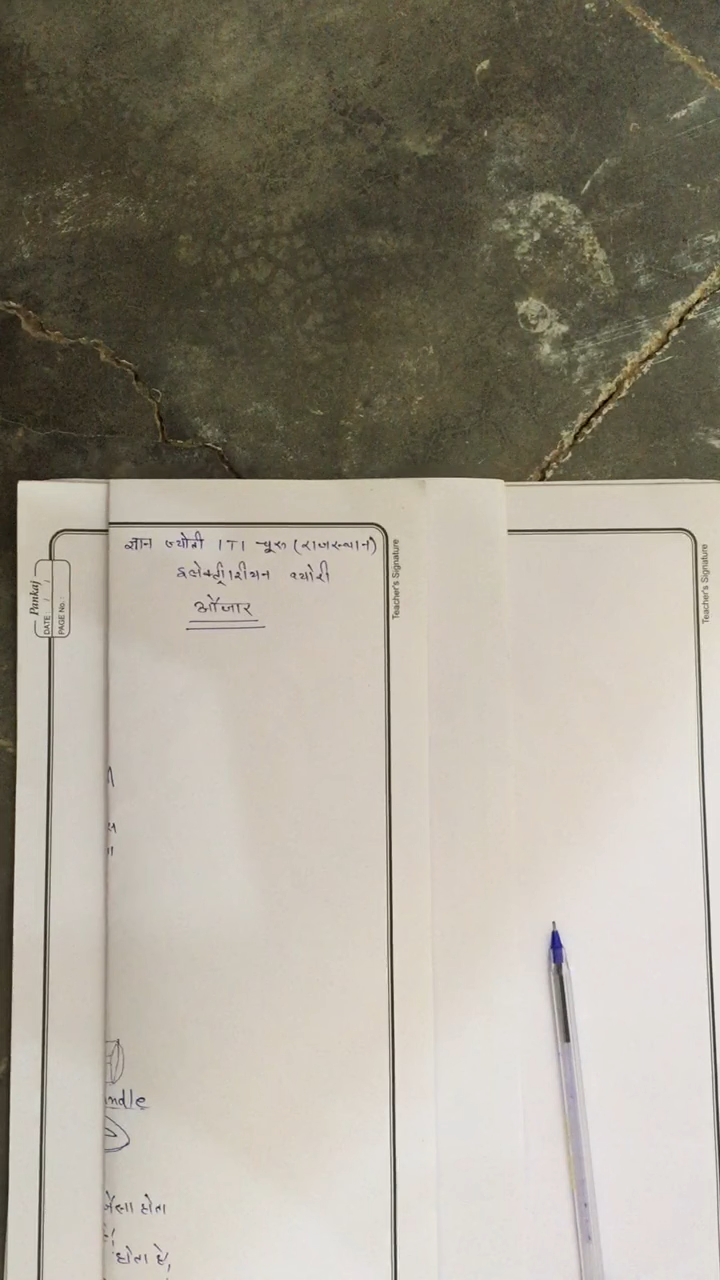 Pankaj
DATE: / /
PAGE No.:
ज्ञान ज्योती ITI चूरू (राजस्थान)
इलेक्ट्रीशीयन थ्योरी
औजार
Teacher's Signature
Teacher's Signature
ndle
जैसा होता
है।
होता है।